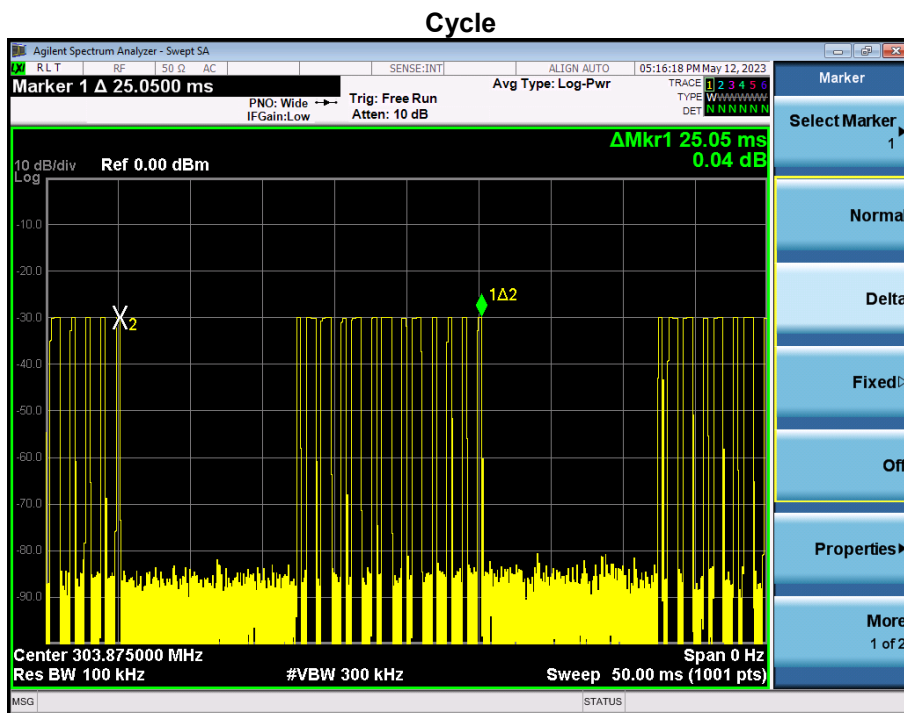 Cycle
Agilent Spectrum Analyzer - Swept SA
LXI RLT RF 50 Ω AC SENSE:INT ALIGN AUTO 05:16:18 PM May 12, 2023
Marker 1 Δ 25.0500 ms
PNO: Wide
IFGain:Low
Trig: Free Run
Atten: 10 dB
Avg Type: Log-Pwr
TRACE 1 2 3 4 5 6
TYPE WWWWWW
DET N N N N N N
ΔMkr1 25.05 ms
0.04 dB
10 dB/div Ref 0.00 dBm
Log
-10.0
-20.0
-30.0
-40.0
-50.0
-60.0
-70.0
-80.0
-90.0
2
1Δ2
Center 303.875000 MHz Span 0 Hz
Res BW 100 kHz #VBW 300 kHz Sweep 50.00 ms (1001 pts)
MSG STATUS
Marker
Select Marker
1
Normal
Delta
Fixed
Off
Properties
More
1 of 2